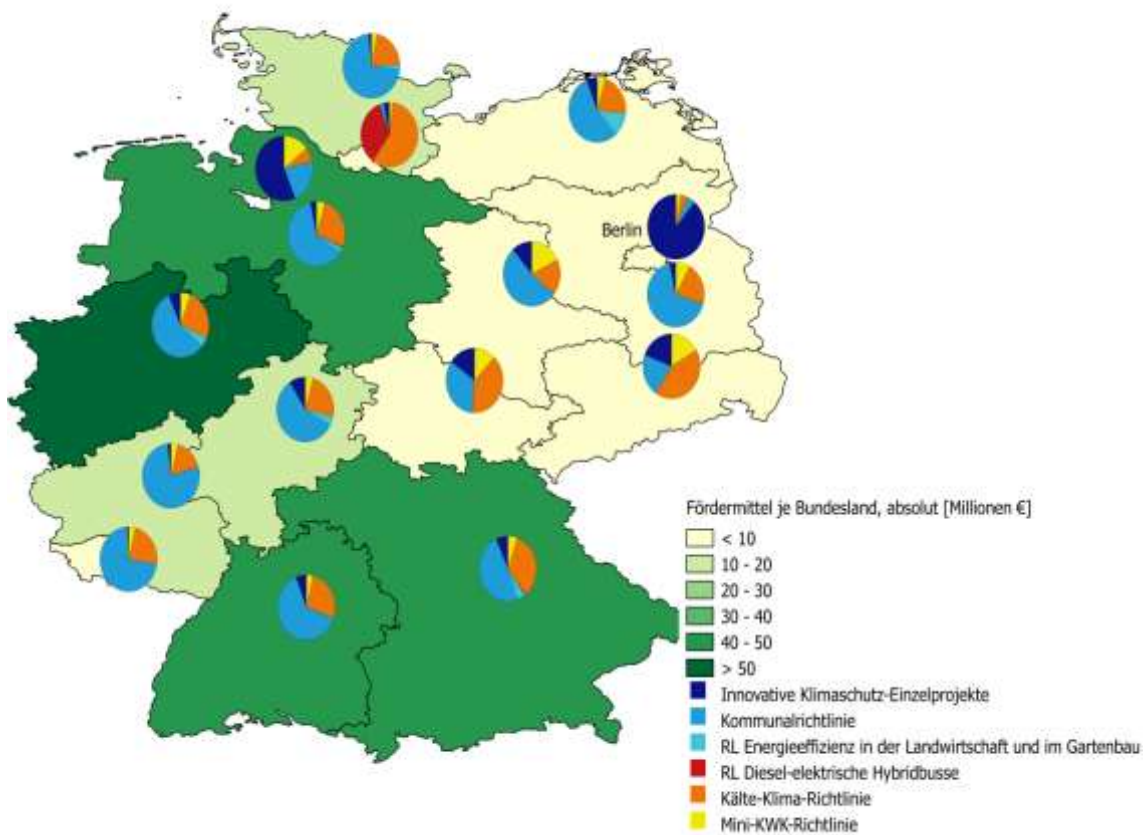 Berlin
Fördermittel je Bundesland, absolut [Millionen €]
< 10
10 - 20
20 - 30
30 - 40
40 - 50
> 50
Innovative Klimaschutz-Einzelprojekte
Kommunalrichtlinie
RL Energieeffizienz in der Landwirtschaft und im Gartenbau
RL Diesel-elektrische Hybridbusse
Kälte-Klima-Richtlinie
Mini-KWK-Richtlinie